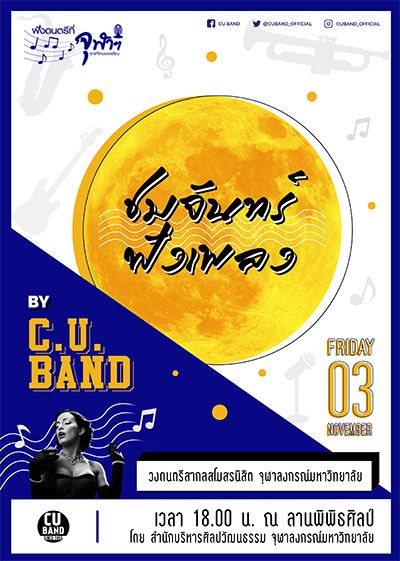 ฟังดนตรีที่
จุฬาฯ
CU BAND @CUBAND_OFFICIAL CUBAND_OFFICIAL
ชมจันทร์
ฟังเพลง
BY
C.U.
BAND
FRIDAY
03
NOVEMBER
วงดนตรีสากลสโมสรนิสิต จุฬาลงกรณ์มหาวิทยาลัย
CU
BAND
SINCE 1955
เวลา 18.00 น. ณ ลานพิพิธศิลป์
โดย สำนักบริหารศิลปวัฒนธรรม จุฬาลงกรณ์มหาวิทยาลัย